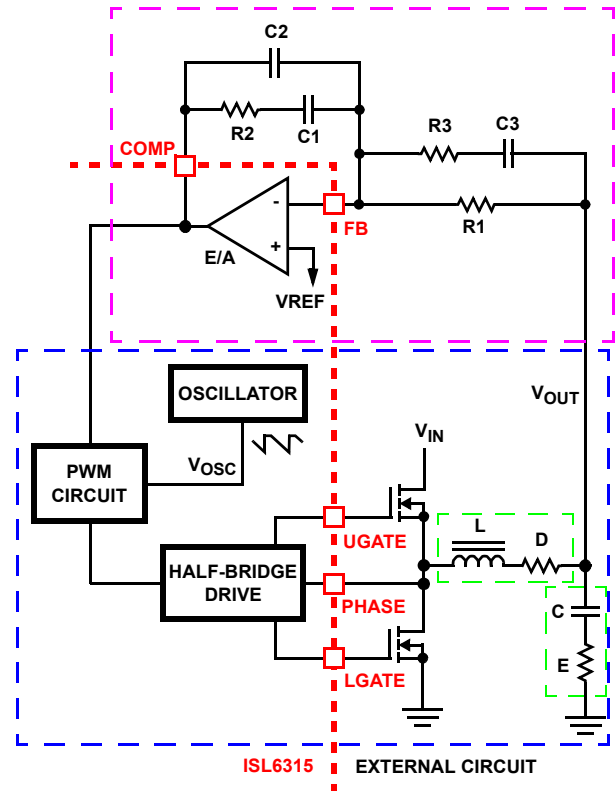 C2
R2
C1
R3
C3
COMP
-
+
FB
R1
E/A
VREF
OSCILLATOR
VOUT
VIN
PWM
CIRCUIT
VOSC
L
D
UGATE
HALF-BRIDGE
DRIVE
PHASE
C
E
LGATE
ISL6315
EXTERNAL CIRCUIT